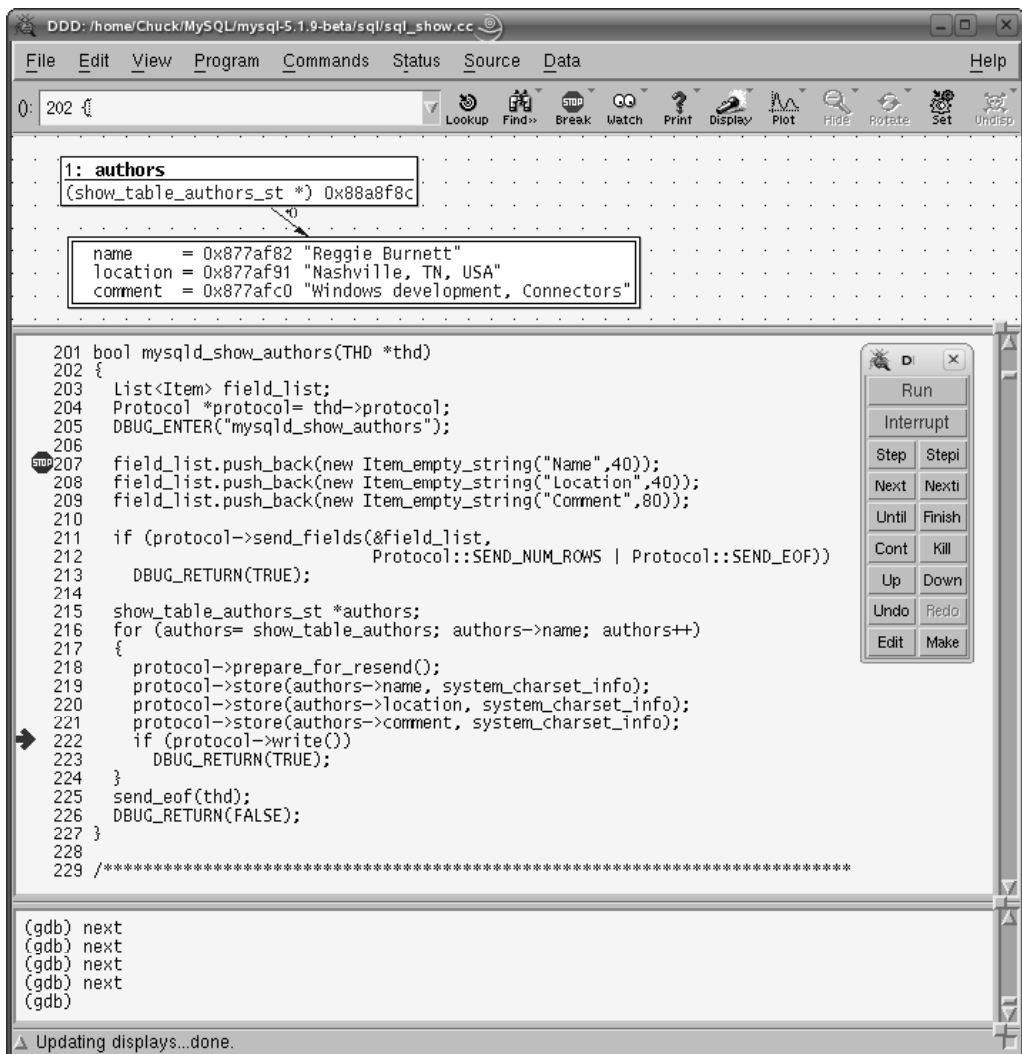 DDD: /home/Chuck/MySQL/mysql-5.1.9-beta/sql/sql_show.cc
File Edit View Program Commands Status Source Data Help
(): 202 {
Lookup Find» Break Watch Print Display Plot Hide Rotate Set Undisp
STOP
1: authors
(show_table_authors_st *) 0x88a8f8c
*()
name = 0x877af82 "Reggie Burnett"
location = 0x877af91 "Nashville, TN, USA"
comment = 0x877afc0 "Windows development, Connectors"
201 bool mysqld_show_authors(THD *thd)
202 {
203 List<Item> field_list;
204 Protocol *protocol= thd->protocol;
205 DBUG_ENTER("mysqld_show_authors");
206
STOP 207 field_list.push_back(new Item_empty_string("Name",40));
208 field_list.push_back(new Item_empty_string("Location",40));
209 field_list.push_back(new Item_empty_string("Comment",80));
210
211 if (protocol->send_fields(&field_list,
212 Protocol::SEND_NUM_ROWS | Protocol::SEND_EOF))
213 DBUG_RETURN(TRUE);
214
215 show_table_authors_st *authors;
216 for (authors= show_table_authors; authors->name; authors++)
217 {
218 protocol->prepare_for_resend();
219 protocol->store(authors->name, system_charset_info);
220 protocol->store(authors->location, system_charset_info);
221 protocol->store(authors->comment, system_charset_info);
222 if (protocol->write())
223 DBUG_RETURN(TRUE);
224 }
225 send_eof(thd);
226 DBUG_RETURN(FALSE);
227 }
228
229 /***************************************************************************
D
Run
Interrupt
Step Stepi
Next Nexti
Until Finish
Cont Kill
Up Down
Undo Redo
Edit Make
(gdb) next
(gdb) next
(gdb) next
(gdb) next
(gdb)
Updating displays...done.